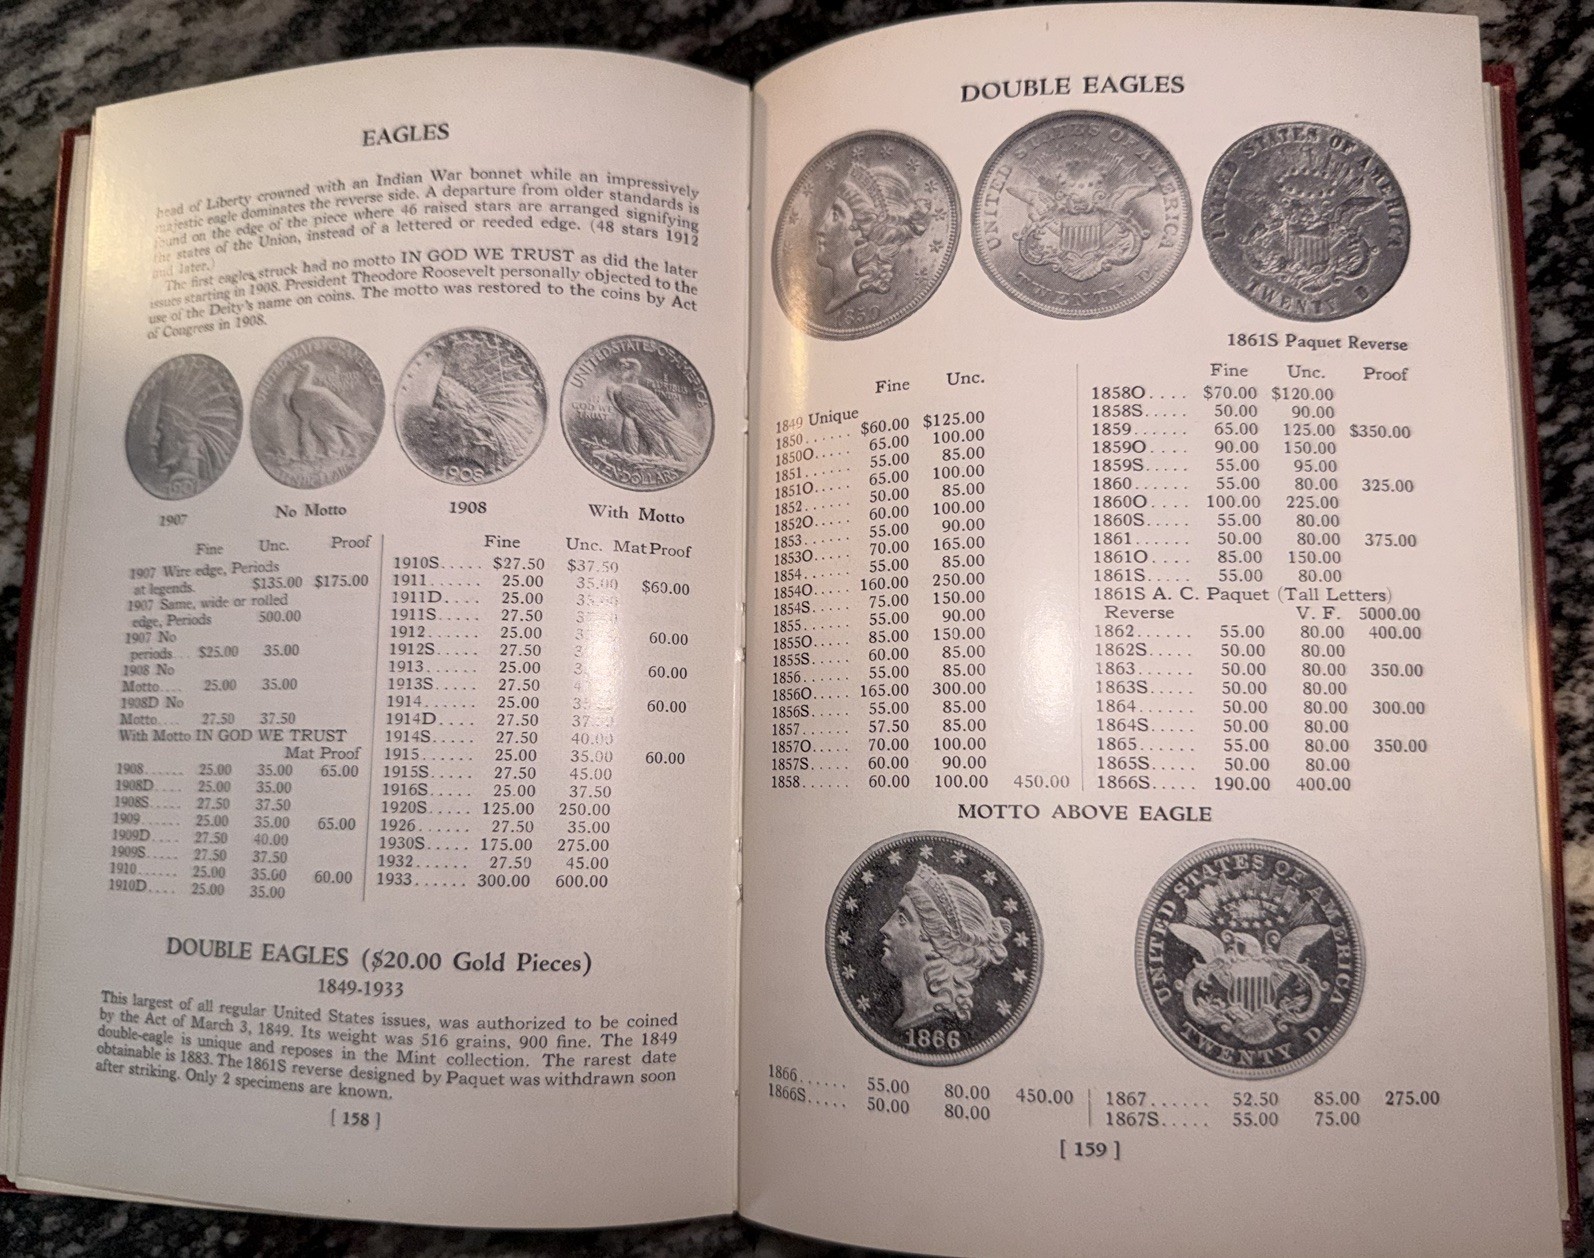 EAGLES
head of Liberty crowned with an Indian War bonnet while an impressively
majestic eagle dominates the reverse side. A departure from older standards is
found on the edge of the piece where 46 raised stars are arranged signifying
the states of the Union, instead of a lettered or reeded edge. (48 stars 1912
and later.)
The first eagles struck had no motto IN GOD WE TRUST as did the later
issues starting in 1908. President Theodore Roosevelt personally objected to the
use of the Deity's name on coins. The motto was restored to the coins by Act
of Congress in 1908.
1907
1908
UNITED STATES OF AMERICA
TEN DOLLARS
1907 No Motto 1908 With Motto
Fine Unc. Proof
1907 Wire edge, Periods
at legends. $135.00 $175.00
1907 Same, wide or rolled
edge, Periods 500.00
1907 No
periods... $25.00 35.00
1908 No
Motto.... 25.00 35.00
1908D No
Motto.... 27.50 37.50
With Motto IN GOD WE TRUST
Mat Proof
1908...... 25.00 35.00 65.00
1908D.... 25.00 35.00
1908S..... 27.50 37.50
1909...... 25.00 35.00 65.00
1909D.... 27.50 40.00
1909S..... 27.50 37.50
1910...... 25.00 35.00 60.00
1910D.... 25.00 35.00
Fine Unc. Mat Proof
1910S..... $27.50 $37.50
1911...... 25.00 35.00 $60.00
1911D.... 25.00
1911S..... 27.50
1912...... 25.00 60.00
1912S..... 27.50
1913...... 25.00 60.00
1913S..... 27.50
1914...... 25.00 60.00
1914D.... 27.50
1914S..... 27.50 40.00
1915...... 25.00 35.00 60.00
1915S..... 27.50 45.00
1916S..... 25.00 37.50
1920S..... 125.00 250.00
1926...... 27.50 35.00
1930S..... 175.00 275.00
1932...... 27.50 45.00
1933...... 300.00 600.00
DOUBLE EAGLES ($20.00 Gold Pieces)
1849-1933
This largest of all regular United States issues, was authorized to be coined
by the Act of March 3, 1849. Its weight was 516 grains, 900 fine. The 1849
double-eagle is unique and reposes in the Mint collection. The rarest date
obtainable is 1883. The 1861S reverse designed by Paquet was withdrawn soon
after striking. Only 2 specimens are known.
[ 158 ]
DOUBLE EAGLES
1850
UNITED STATES OF AMERICA
TWENTY D.
UNITED STATES OF AMERICA
TWENTY D
1861S Paquet Reverse
Fine Unc.
1849 Unique
1850...... $60.00 $125.00
1850O..... 65.00 100.00
1851...... 55.00 85.00
1851O..... 65.00 100.00
1852...... 50.00 85.00
1852O..... 60.00 100.00
1853...... 55.00 90.00
1853O..... 70.00 165.00
1854...... 55.00 85.00
1854O..... 160.00 250.00
1854S..... 75.00 150.00
1855...... 55.00 90.00
1855O..... 85.00 150.00
1855S..... 60.00 85.00
1856...... 55.00 85.00
1856O..... 165.00 300.00
1856S..... 55.00 85.00
1857...... 57.50 85.00
1857O..... 70.00 100.00
1857S..... 60.00 90.00
1858...... 60.00 100.00 450.00
Fine Unc. Proof
1858O.... $70.00 $120.00
1858S..... 50.00 90.00
1859...... 65.00 125.00 $350.00
1859O.... 90.00 150.00
1859S..... 55.00 95.00
1860...... 55.00 80.00 325.00
1860O.... 100.00 225.00
1860S..... 55.00 80.00
1861...... 50.00 80.00 375.00
1861O.... 85.00 150.00
1861S..... 55.00 80.00
1861S A. C. Paquet (Tall Letters)
Reverse V. F. 5000.00
1862...... 55.00 80.00 400.00
1862S..... 50.00 80.00
1863...... 50.00 80.00 350.00
1863S..... 50.00 80.00
1864...... 50.00 80.00 300.00
1864S..... 50.00 80.00
1865...... 55.00 80.00 350.00
1865S..... 50.00 80.00
1866S..... 190.00 400.00
MOTTO ABOVE EAGLE
1866
UNITED STATES OF AMERICA
TWENTY D.
1866...... 55.00 80.00 450.00
1866S..... 50.00 80.00
1867...... 52.50 85.00 275.00
1867S..... 55.00 75.00
[ 159 ]